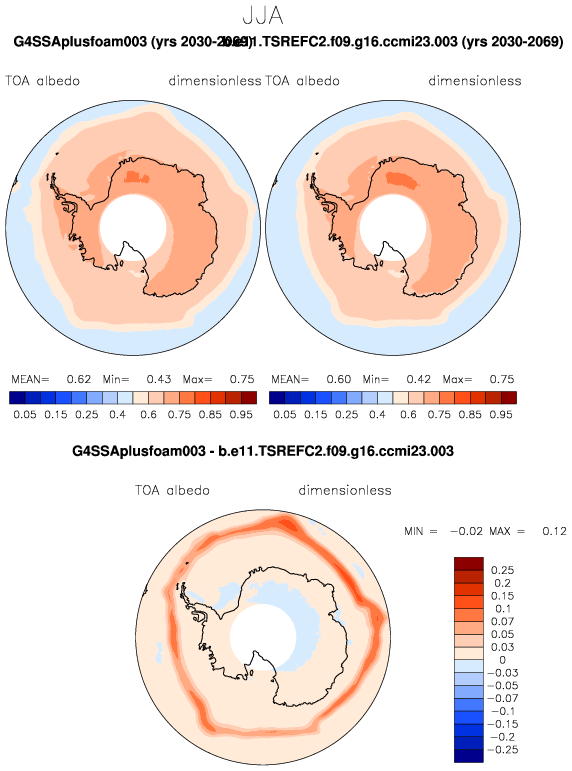 JJA
G4SSAplusfoam003 (yrs 2030-2069) b.e11.TSREFC2.f09.g16.ccmi23.003 (yrs 2030-2069)
TOA albedo dimensionless TOA albedo dimensionless
MEAN= 0.62 Min= 0.43 Max= 0.75 MEAN= 0.60 Min= 0.42 Max= 0.75
0.05 0.15 0.25 0.4 0.6 0.75 0.85 0.95 0.05 0.15 0.25 0.4 0.6 0.75 0.85 0.95
G4SSAplusfoam003 - b.e11.TSREFC2.f09.g16.ccmi23.003
TOA albedo dimensionless
MIN = -0.02 MAX = 0.12
0.25
0.2
0.15
0.1
0.07
0.05
0.03
0
-0.03
-0.05
-0.07
-0.1
-0.15
-0.2
-0.25